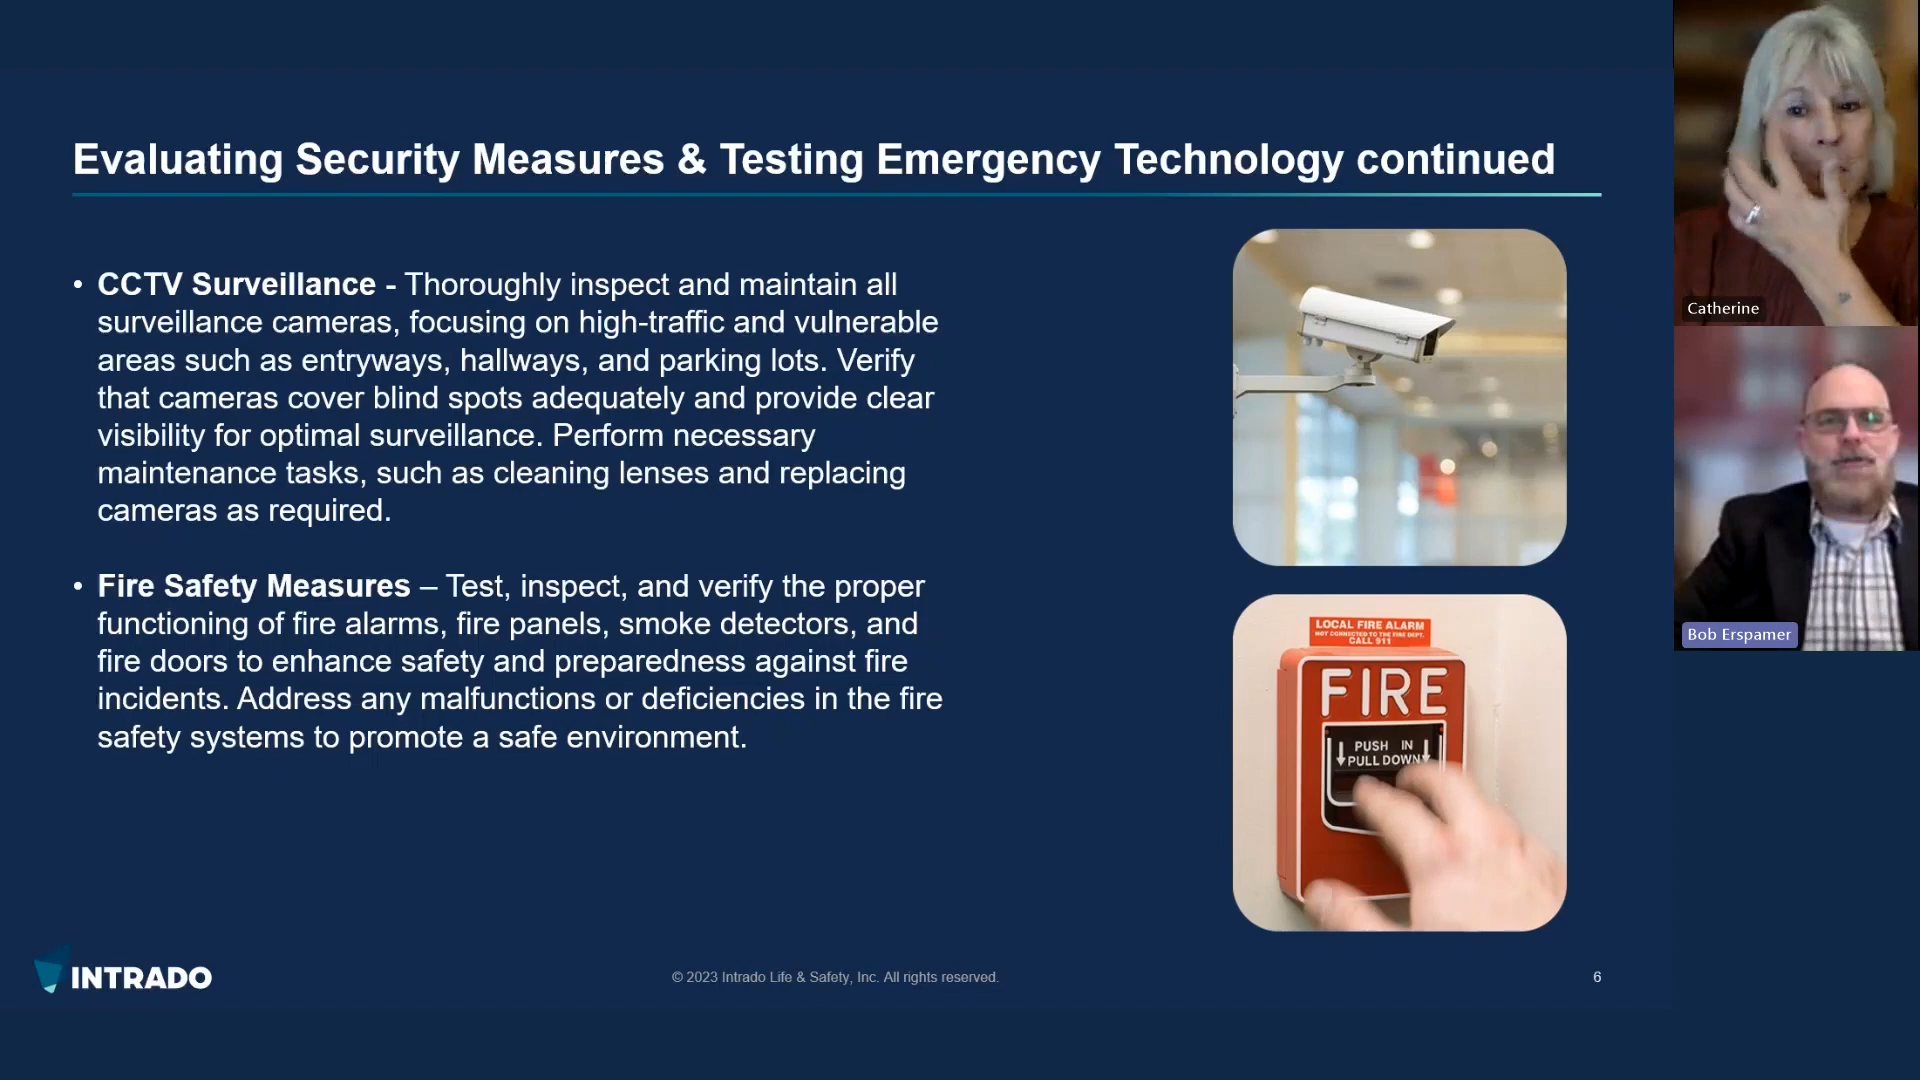 Evaluating Security Measures & Testing Emergency Technology continued
• CCTV Surveillance - Thoroughly inspect and maintain all
surveillance cameras, focusing on high-traffic and vulnerable
areas such as entryways, hallways, and parking lots. Verify
that cameras cover blind spots adequately and provide clear
visibility for optimal surveillance. Perform necessary
maintenance tasks, such as cleaning lenses and replacing
cameras as required.
• Fire Safety Measures – Test, inspect, and verify the proper
functioning of fire alarms, fire panels, smoke detectors, and
fire doors to enhance safety and preparedness against fire
incidents. Address any malfunctions or deficiencies in the fire
safety systems to promote a safe environment.
LOCAL FIRE ALARM
NOT CONNECTED TO THE FIRE DEPT.
CALL 911
FIRE
PUSH IN
PULL DOWN
INTRADO
© 2023 Intrado Life & Safety, Inc. All rights reserved.
6
Catherine
Bob Erspamer